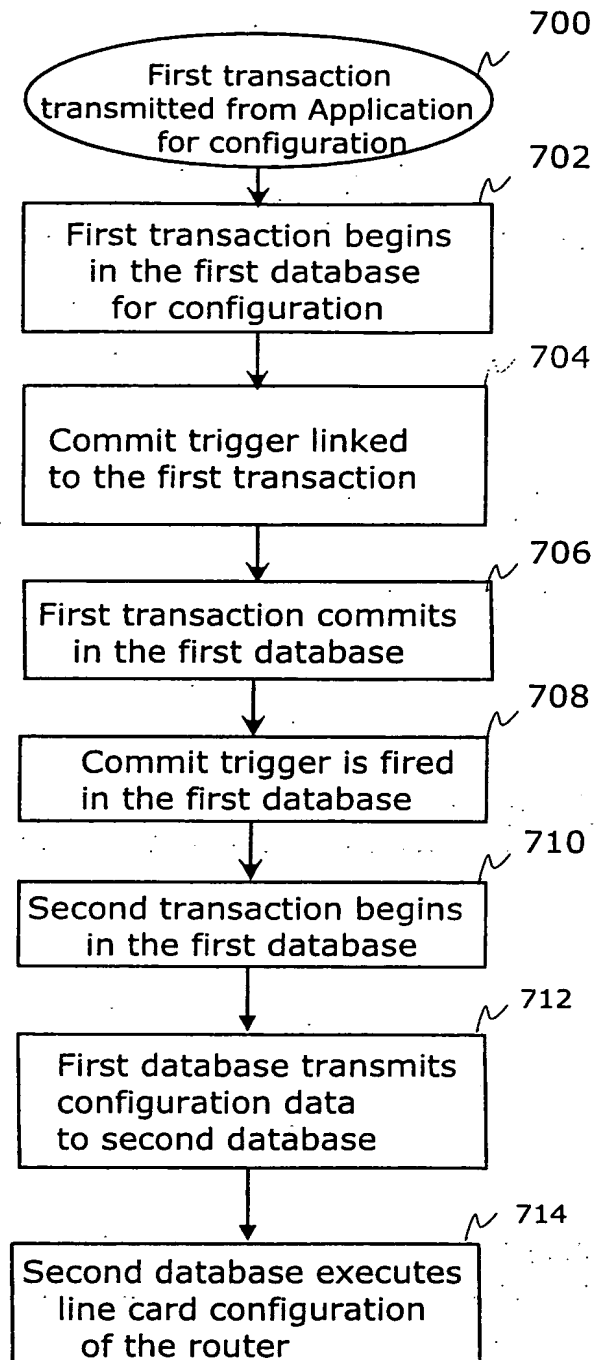 700
First transaction
transmitted from Application
for configuration
702
First transaction begins
in the first database
for configuration
704
Commit trigger linked
to the first transaction
706
First transaction commits
in the first database
708
Commit trigger is fired
in the first database
710
Second transaction begins
in the first database
712
First database transmits
configuration data
to second database
714
Second database executes
line card configuration
of the router